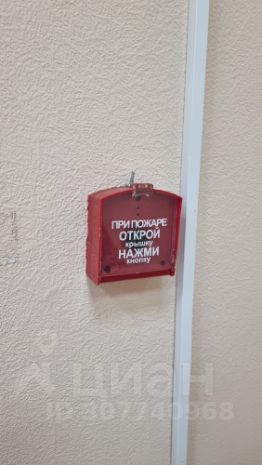 ПРИ ПОЖАРЕ
ОТКРОЙ
крышку
НАЖМИ
кнопку
циан
ID 307740968